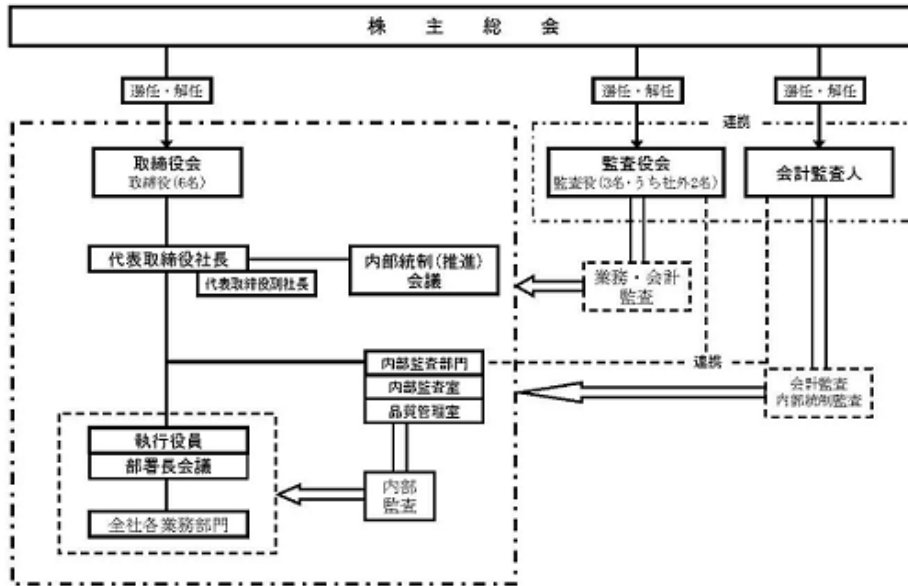 株主総会
選任・解任
選任・解任
選任・解任
連携
取締役会
取締役(6名)
監査役会
監査役(3名・うち社外2名)
会計監査人
代表取締役社長
代表取締役副社長
内部統制(推進)
会議
業務・会計
監査
内部監査部門
内部監査室
品質管理室
連携
会計監査
内部統制監査
執行役員
部署長会議
内部
監査
全社各業務部門